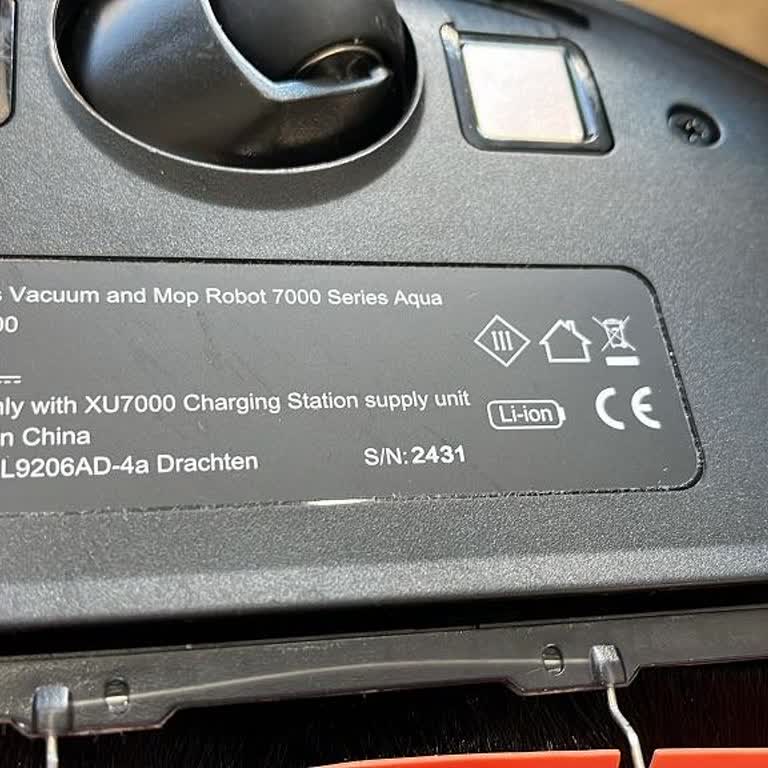 s Vacuum and Mop Robot 7000 Series Aqua
00
III
nly with XU7000 Charging Station supply unit
n China
Li-ion
CE
L9206AD-4a Drachten
S/N: 2431